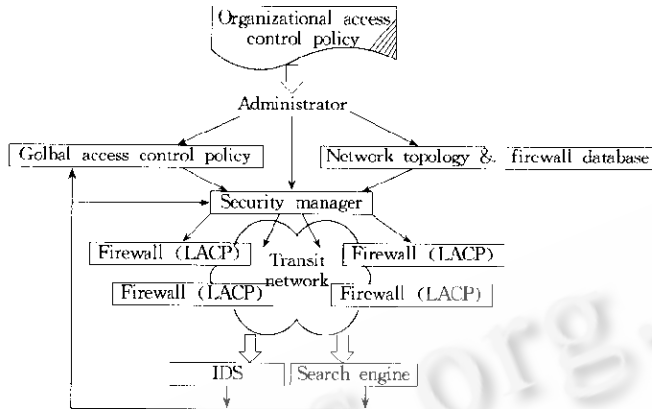 Organizational access
control policy
Administrator
Golbal access control policy
Network topology & firewall database
Security manager
Firewall (LACP)
Firewall (LACP)
Transit
network
Firewall (LACP)
Firewall (LACP)
IDS
Search engine
org.